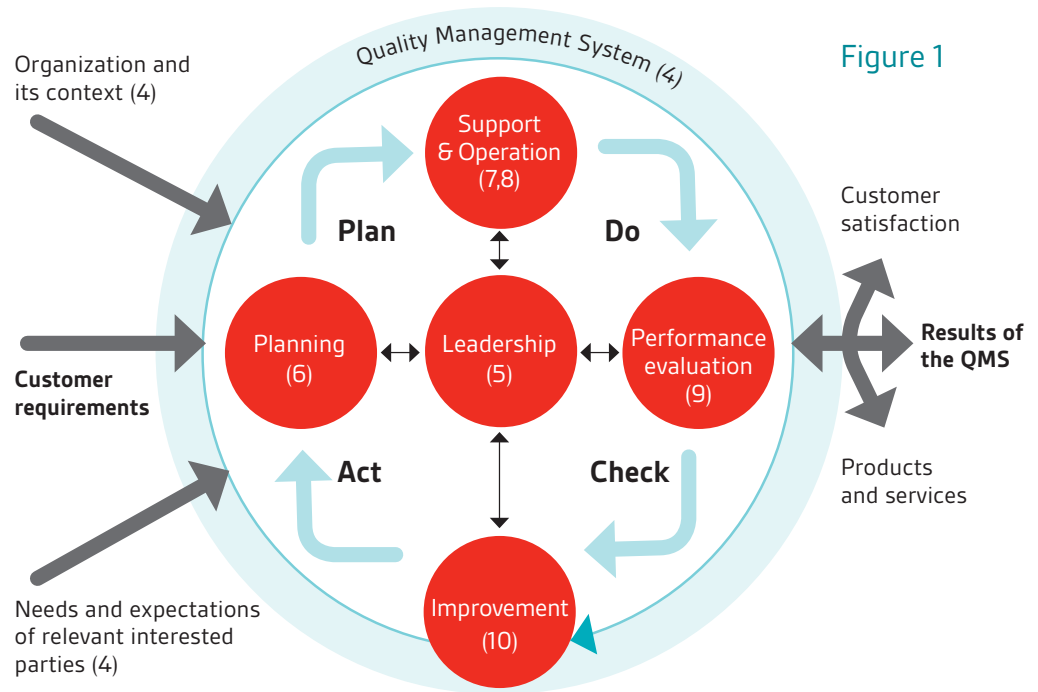 Quality Management System (4)
Figure 1
Organization and
its context (4)
Support
& Operation
(7,8)
Customer
satisfaction
Plan
Do
Planning
(6)
Leadership
(5)
Performance
evaluation
(9)
Results of
the QMS
Customer
requirements
Act
Check
Products
and services
Needs and expectations
of relevant interested
parties (4)
Improvement
(10)